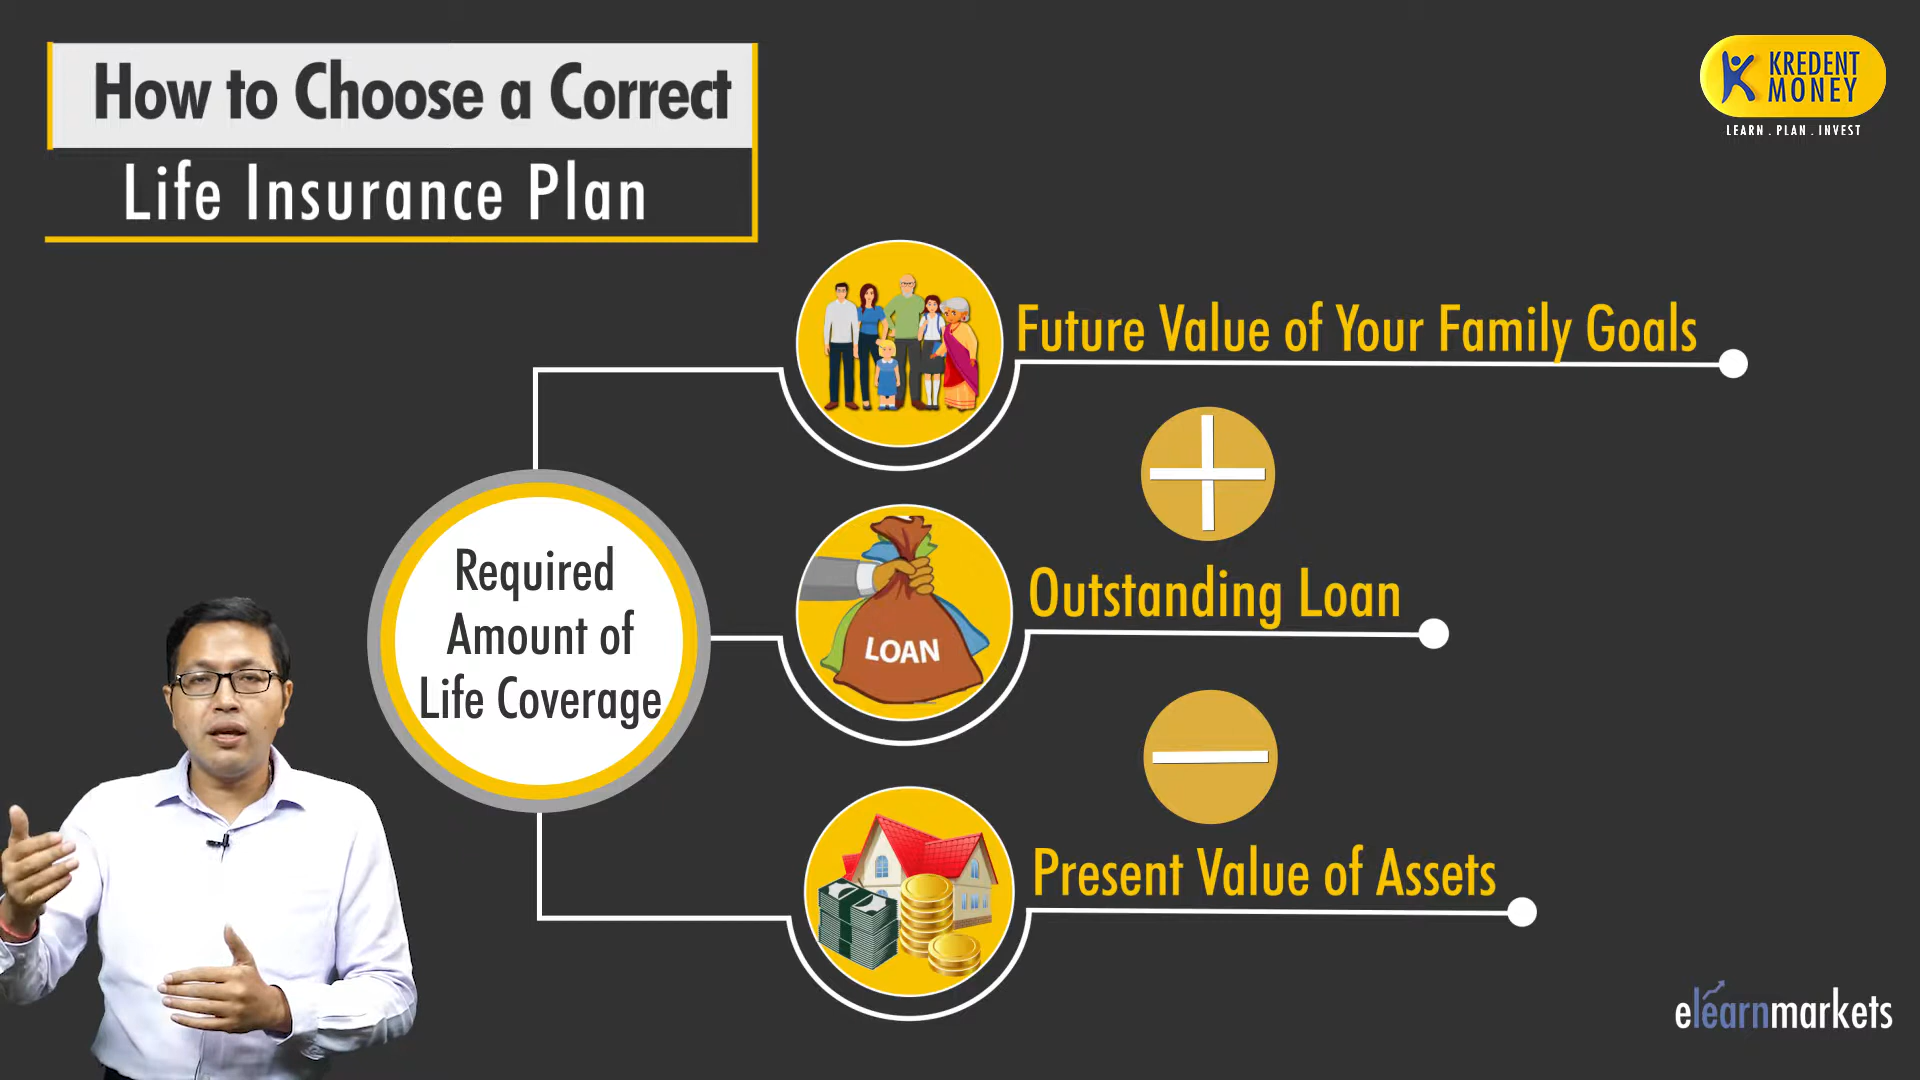 How to Choose a Correct
Life Insurance Plan
KREDENT
MONEY
LEARN . PLAN . INVEST
Future Value of Your Family Goals
Required
Amount of
Life Coverage
LOAN
Outstanding Loan
Present Value of Assets
elearnmarkets